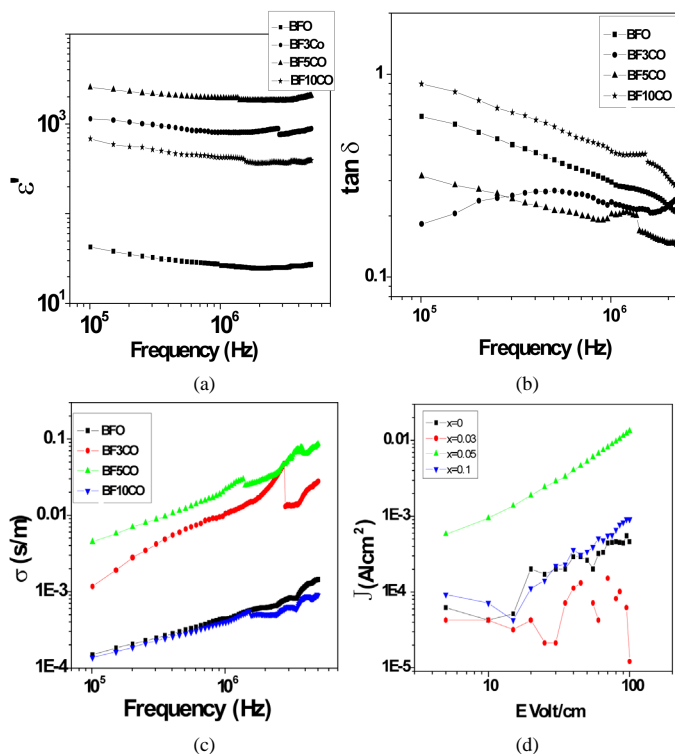 BFO
BF3Co
BF5CO
BF10CO
10³
10¹
ε'
10⁵
10⁶
Frequency (Hz)
(a)
BFO
BF3CO
BF5CO
BF10CO
1
0.1
tan δ
10⁵
10⁶
Frequency (Hz)
(b)
BFO
BF3CO
BF5CO
BF10CO
0.1
0.01
1E-3
1E-4
σ (s/m)
10⁵
10⁶
Frequency (Hz)
(c)
x=0
x=0.03
x=0.05
x=0.1
0.01
1E-3
1E-4
1E-5
J(A/cm²)
10
100
E Volt/cm
(d)